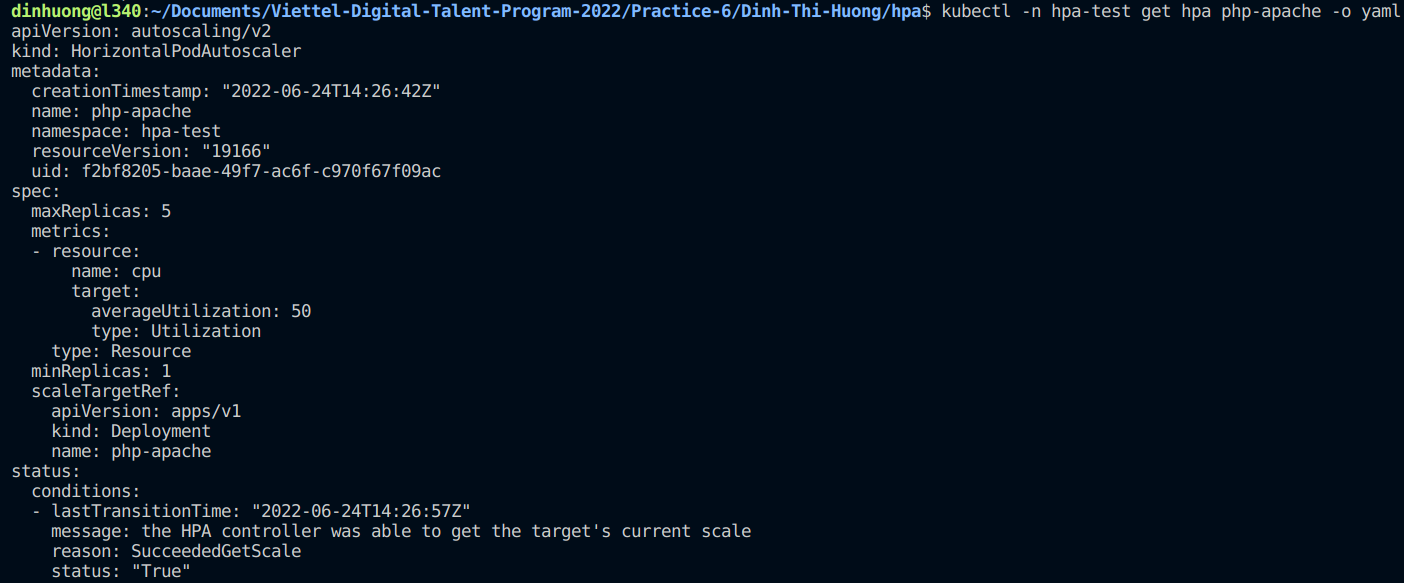 dinhuong@l340:~/Documents/Viettel-Digital-Talent-Program-2022/Practice-6/Dinh-Thi-Huong/hpa$ kubectl -n hpa-test get hpa php-apache -o yaml
apiVersion: autoscaling/v2
kind: HorizontalPodAutoscaler
metadata:
  creationTimestamp: "2022-06-24T14:26:42Z"
  name: php-apache
  namespace: hpa-test
  resourceVersion: "19166"
  uid: f2bf8205-baae-49f7-ac6f-c970f67f09ac
spec:
  maxReplicas: 5
  metrics:
  - resource:
      name: cpu
      target:
        averageUtilization: 50
        type: Utilization
    type: Resource
  minReplicas: 1
  scaleTargetRef:
    apiVersion: apps/v1
    kind: Deployment
    name: php-apache
status:
  conditions:
  - lastTransitionTime: "2022-06-24T14:26:57Z"
    message: the HPA controller was able to get the target's current scale
    reason: SucceededGetScale
    status: "True"